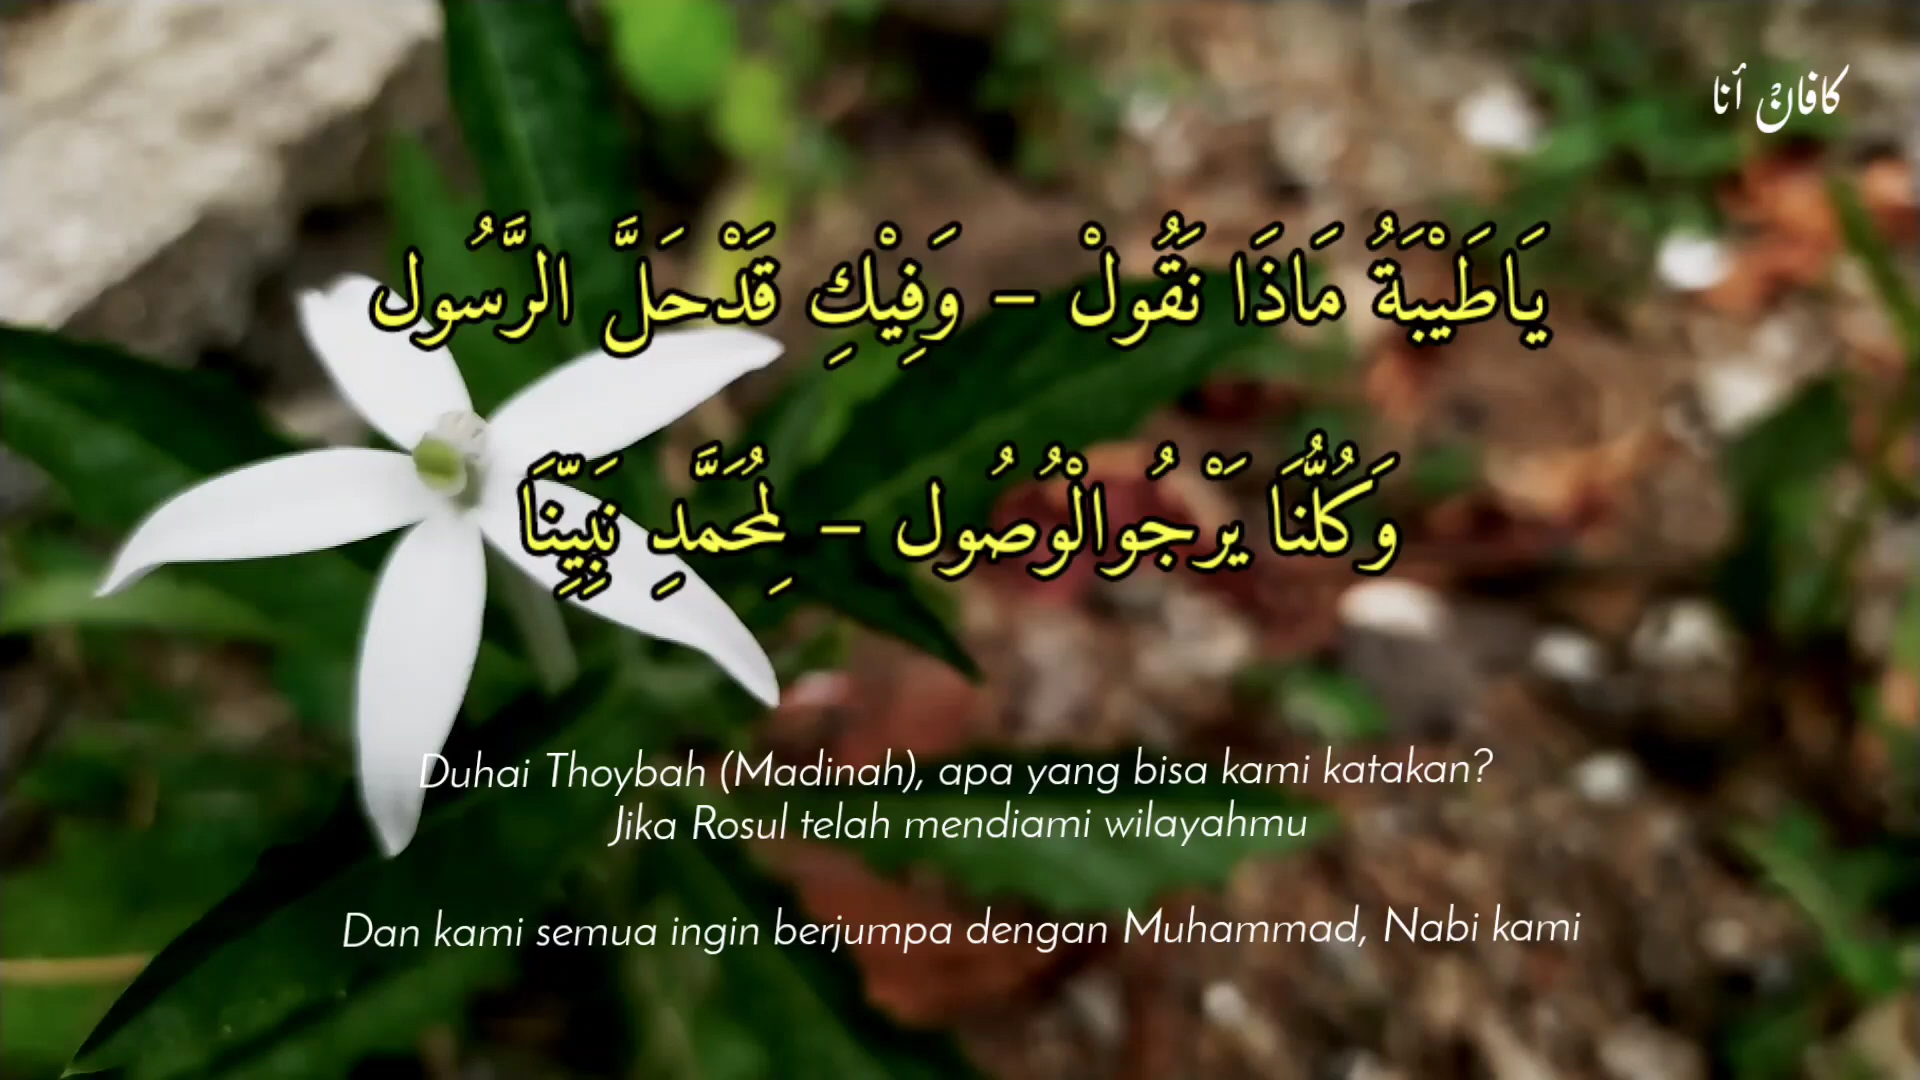 كافان أنا
يَاطَيْبَةُ مَاذَا نَقُولْ – وَفِيْكِ قَدْحَلَّ الرَّسُول
وَكُلُّنَا يَرْجُوالْوُصُول – لِمُحَمَّدِ نَبِيِّنَا
Duhai Thoybah (Madinah), apa yang bisa kami katakan?
Jika Rosul telah mendiami wilayahmu
Dan kami semua ingin berjumpa dengan Muhammad, Nabi kami